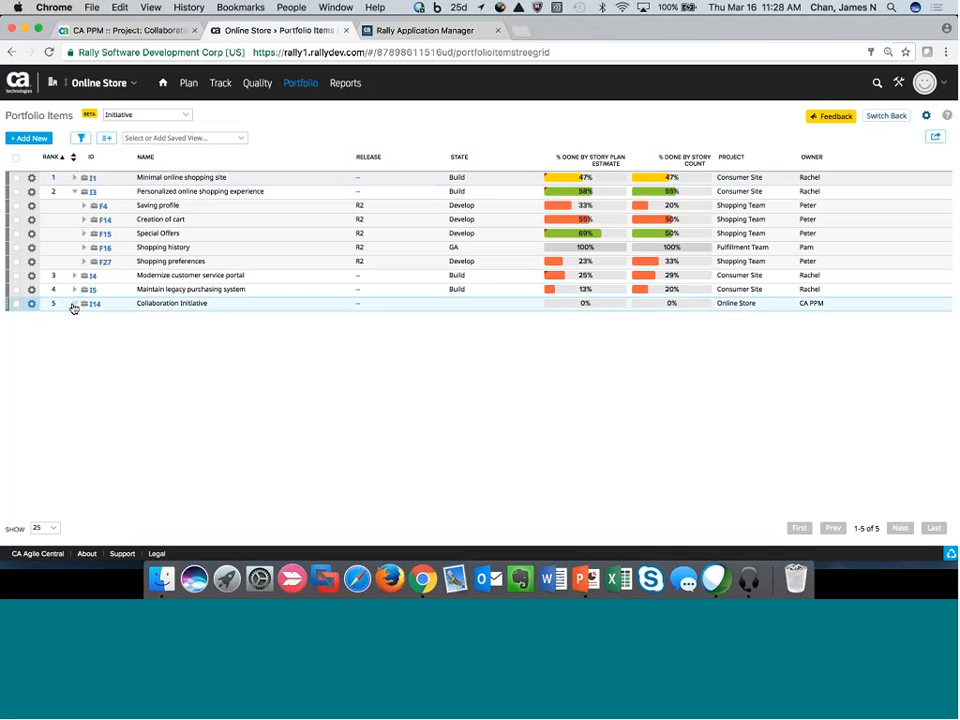 Chrome File Edit View History Bookmarks People Window Help 25d 100% Thu Mar 16 11:28 AM Chan, James N
CA PPM :: Project: Collaborati × Online Store › Portfolio Items × Rally Application Manager ×
Rally Software Development Corp [US] https://rally1.rallydev.com/#/87898611516ud/portfolioitemstreegrid
ca technologies Online Store Plan Track Quality Portfolio Reports
Portfolio Items BETA Initiative Feedback Switch Back
+ Add New Select or Add Saved View...
RANK ID NAME RELEASE STATE % DONE BY STORY PLAN ESTIMATE % DONE BY STORY COUNT PROJECT OWNER
1 I1 Minimal online shopping site -- Build 47% 47% Consumer Site Rachel
2 I3 Personalized online shopping experience -- Build 58% 55% Consumer Site Rachel
F4 Saving profile R2 Develop 33% 20% Shopping Team Peter
F14 Creation of cart R2 Develop 55% 50% Shopping Team Peter
F15 Special Offers R2 Develop 69% 50% Shopping Team Peter
F16 Shopping history R2 GA 100% 100% Fulfillment Team Pam
F27 Shopping preferences R2 Develop 23% 33% Shopping Team Peter
3 I4 Modernize customer service portal -- Build 25% 29% Consumer Site Rachel
4 I5 Maintain legacy purchasing system -- Build 13% 20% Consumer Site Rachel
5 I14 Collaboration Initiative -- 0% 0% Online Store CA PPM
SHOW 25 First Prev 1-5 of 5 Next Last
CA Agile Central About Support Legal